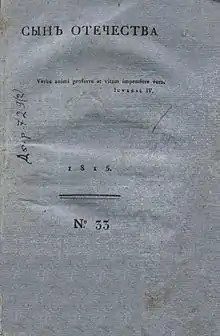 СЫНЪ ОТЕЧЕСТВА
Verba animi proferre et vitam impendere vero.
Juvenal IV.
1815.
№ 33